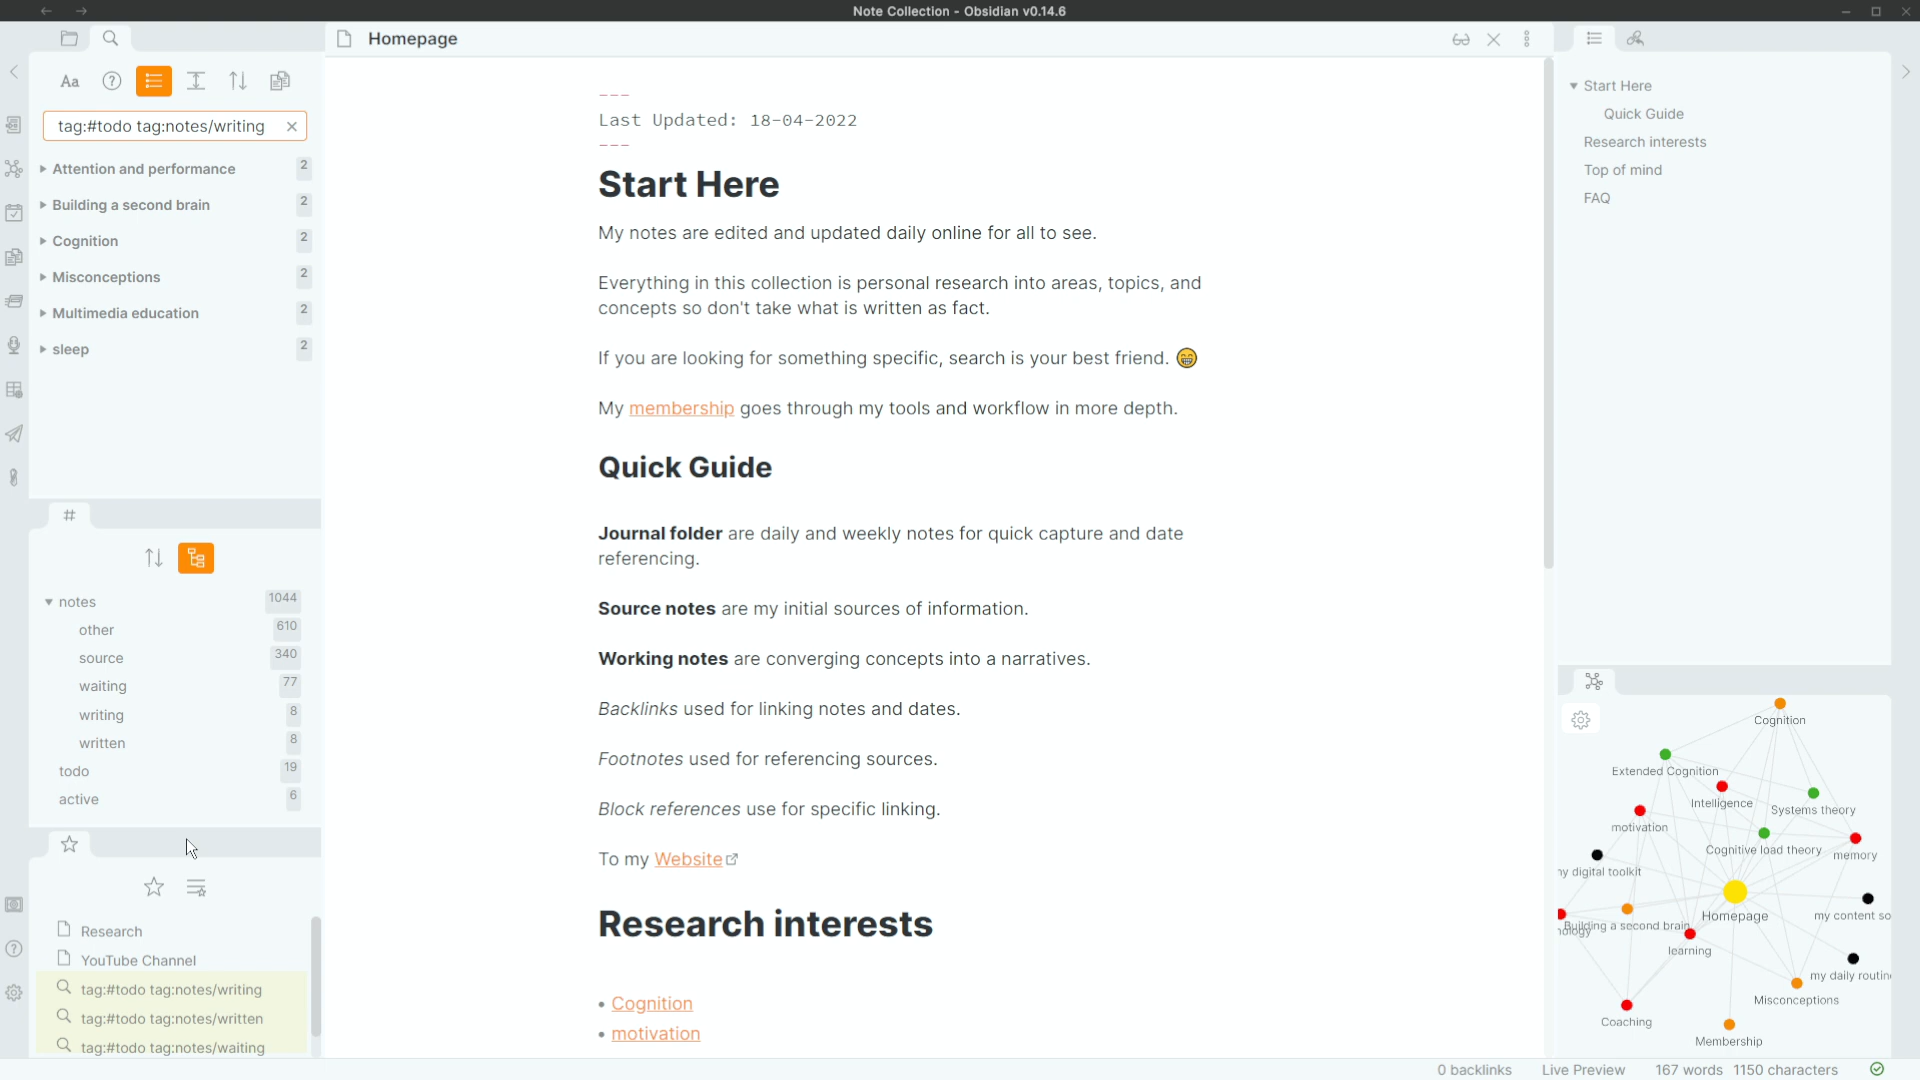 Note Collection - Obsidian v0.14.6
Aa
tag:#todo tag:notes/writing
Attention and performance 2
Building a second brain 2
Cognition 2
Misconceptions 2
Multimedia education 2
sleep 2
#
notes 1044
other 610
source 340
waiting 77
writing 8
written 8
todo 19
active 6
Research
YouTube Channel
tag:#todo tag:notes/writing
tag:#todo tag:notes/written
tag:#todo tag:notes/waiting
Homepage
---
Last Updated: 18-04-2022
---
Start Here
My notes are edited and updated daily online for all to see.
Everything in this collection is personal research into areas, topics, and
concepts so don't take what is written as fact.
If you are looking for something specific, search is your best friend. 😁
My membership goes through my tools and workflow in more depth.
Quick Guide
Journal folder are daily and weekly notes for quick capture and date
referencing.
Source notes are my initial sources of information.
Working notes are converging concepts into a narratives.
Backlinks used for linking notes and dates.
Footnotes used for referencing sources.
Block references use for specific linking.
To my Website
Research interests
• Cognition
• motivation
Start Here
Quick Guide
Research interests
Top of mind
FAQ
Cognition
Extended Cognition
Intelligence
Systems theory
motivation
Cognitive load theory
memory
ny digital toolkit
Homepage
my content so
Building a second brain
nology
learning
my daily routin
Misconceptions
Coaching
Membership
0 backlinks Live Preview 167 words 1150 characters